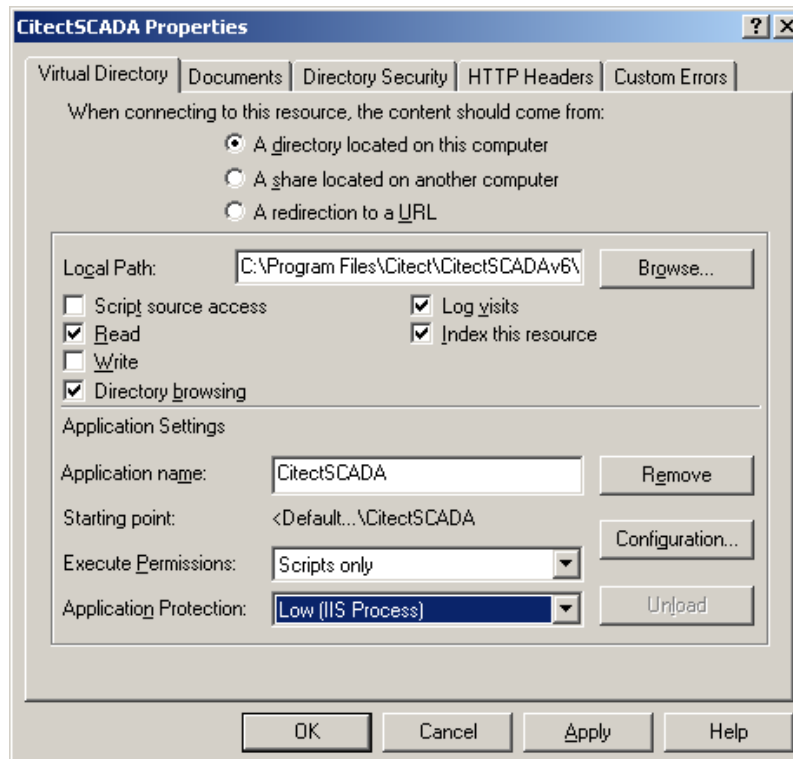 CitectSCADA Properties
Virtual Directory Documents Directory Security HTTP Headers Custom Errors
When connecting to this resource, the content should come from:
A directory located on this computer
A share located on another computer
A redirection to a URL
Local Path: C:\Program Files\Citect\CitectSCADAv6\ Browse...
Script source access Log visits
Read Index this resource
Write
Directory browsing
Application Settings
Application name: CitectSCADA Remove
Starting point: <Default...\CitectSCADA
Configuration...
Execute Permissions: Scripts only
Application Protection: Low (IIS Process) Unload
OK Cancel Apply Help